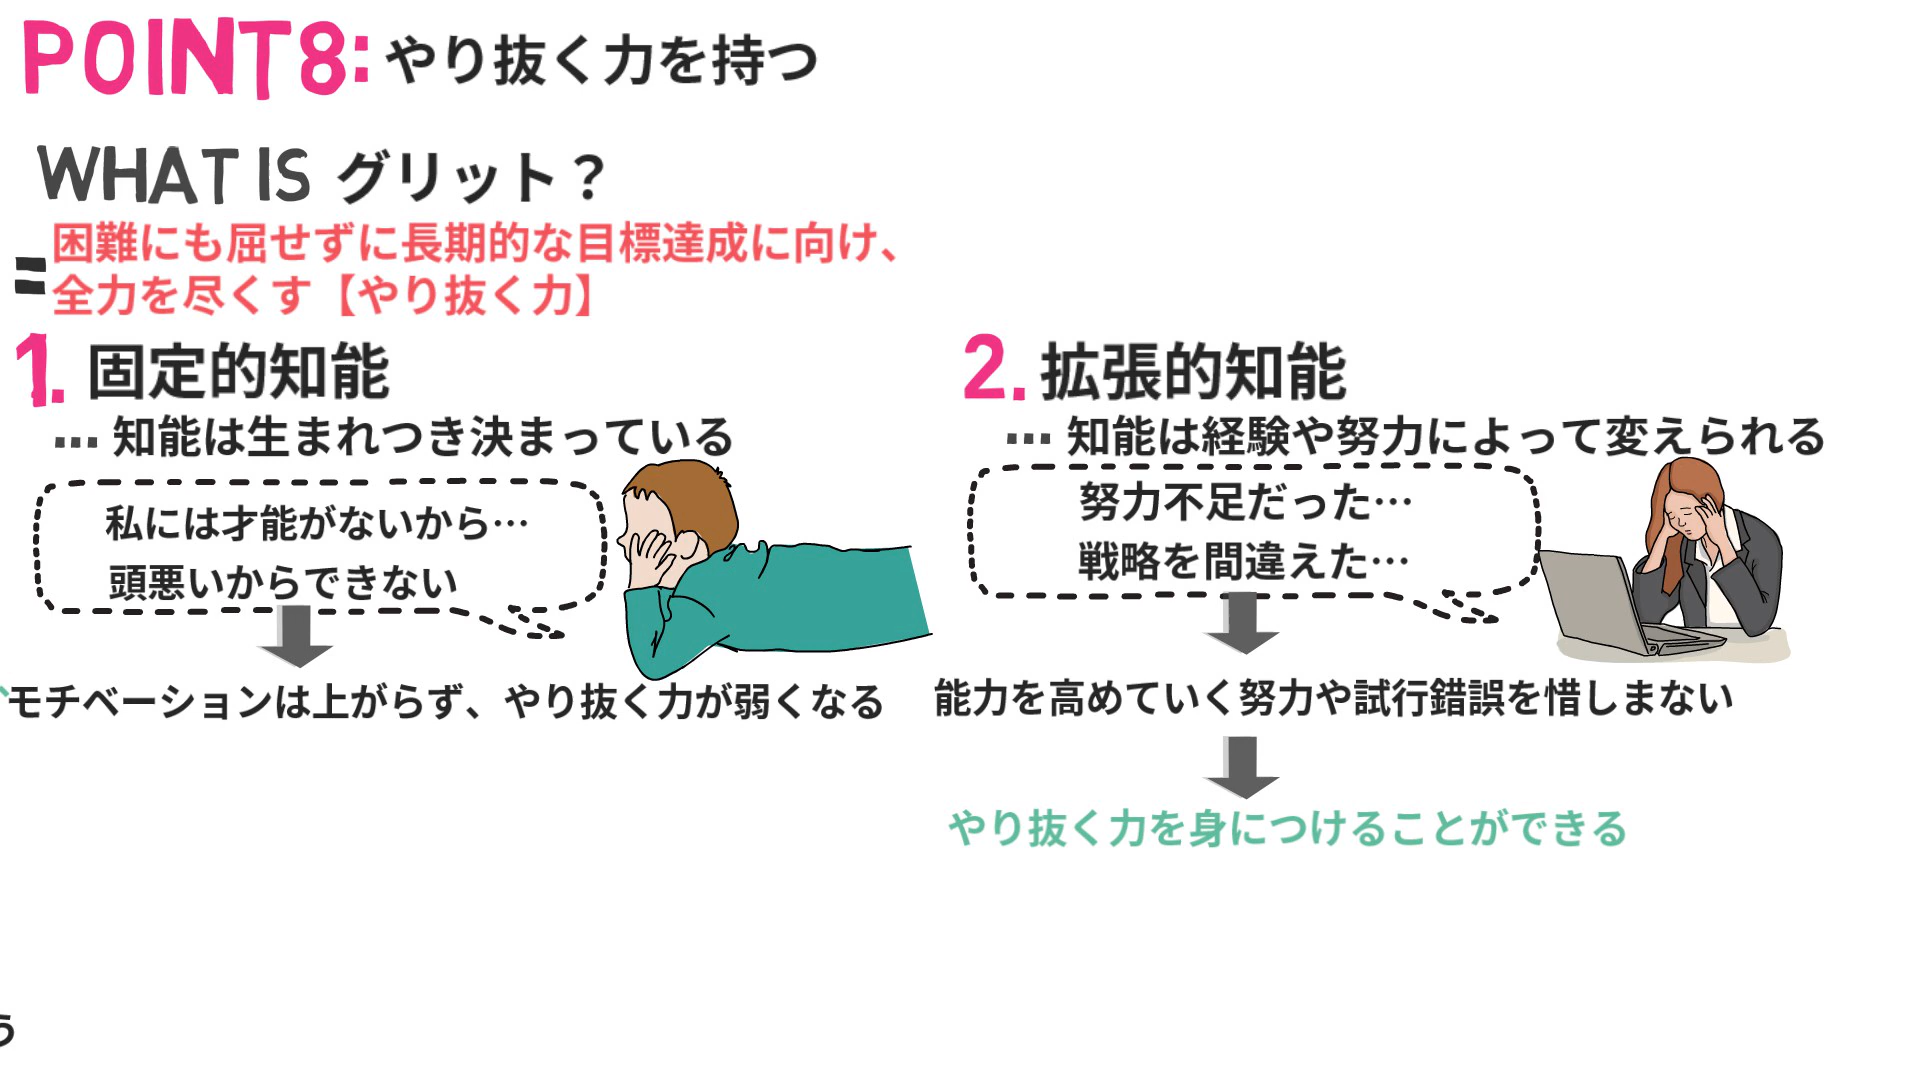 POINT8: やり抜く力を持つ
WHAT IS グリット？
=困難にも屈せずに長期的な目標達成に向け、
全力を尽くす【やり抜く力】
1. 固定的知能
… 知能は生まれつき決まっている
私には才能がないから…
頭悪いからできない
モチベーションは上がらず、やり抜く力が弱くなる
2. 拡張的知能
… 知能は経験や努力によって変えられる
努力不足だった…
戦略を間違えた…
能力を高めていく努力や試行錯誤を惜しまない
やり抜く力を身につけることができる